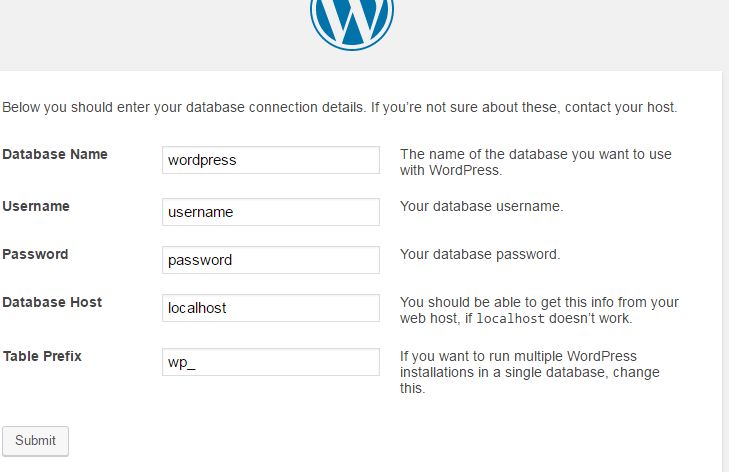 Below you should enter your database connection details. If you’re not sure about these, contact your host.
Database Name
wordpress
The name of the database you want to use
with WordPress.
Username
username
Your database username.
Password
password
Your database password.
Database Host
localhost
You should be able to get this info from your
web host, if localhost doesn’t work.
Table Prefix
wp_
If you want to run multiple WordPress
installations in a single database, change
this.
Submit